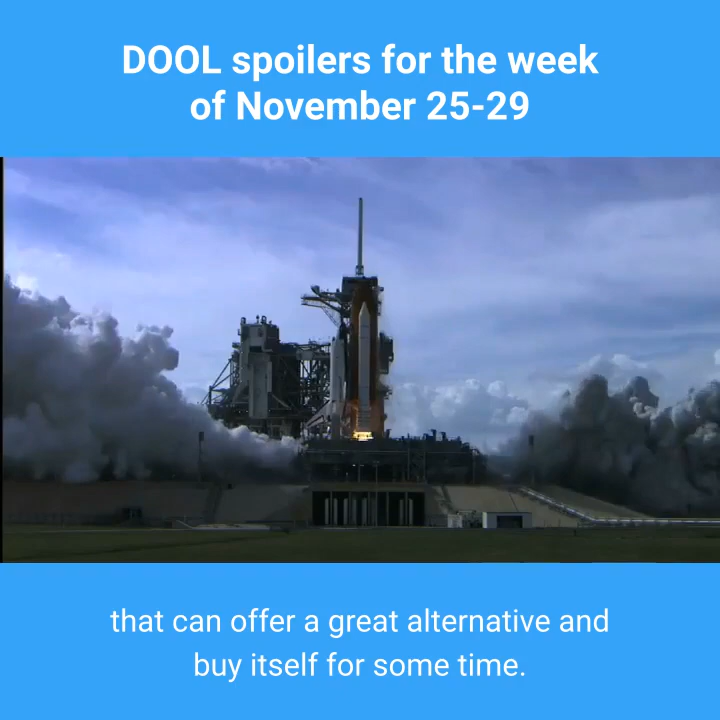 DOOL spoilers for the week
of November 25-29
that can offer a great alternative and
buy itself for some time.